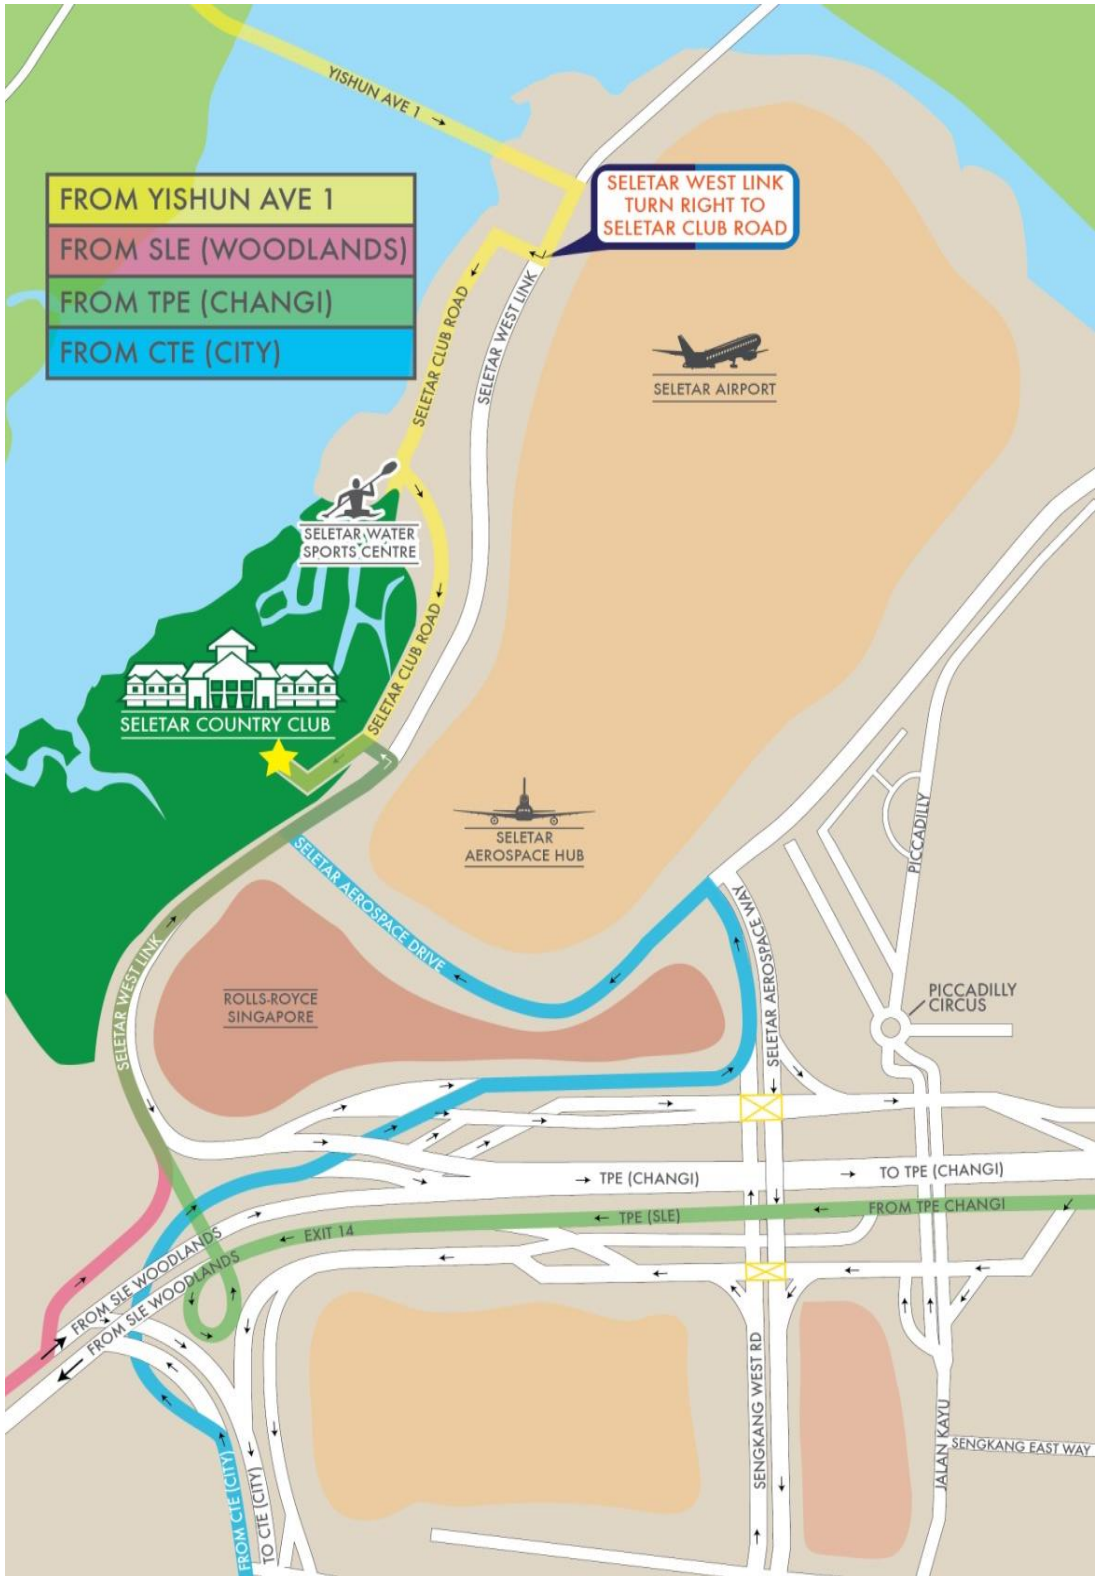 YISHUN AVE 1
FROM YISHUN AVE 1
FROM SLE (WOODLANDS)
FROM TPE (CHANGI)
FROM CTE (CITY)
SELETAR WEST LINK
TURN RIGHT TO
SELETAR CLUB ROAD
SELETAR CLUB ROAD
SELETAR WEST LINK
SELETAR AIRPORT
SELETAR WATER
SPORTS CENTRE
SELETAR CLUB ROAD
SELETAR COUNTRY CLUB
SELETAR
AEROSPACE HUB
PICCADILLY
SELETAR AEROSPACE DRIVE
SELETAR AEROSPACE WAY
SELETAR WEST LINK
ROLLS-ROYCE
SINGAPORE
PICCADILLY
CIRCUS
TPE (CHANGI)
TO TPE (CHANGI)
FROM TPE CHANGI
TPE (SLE)
EXIT 14
FROM SLE WOODLANDS
FROM SLE WOODLANDS
SENGKANG WEST RD
JALAN KAYU
SENGKANG EAST WAY
FROM CTE (CITY)
TO CTE (CITY)